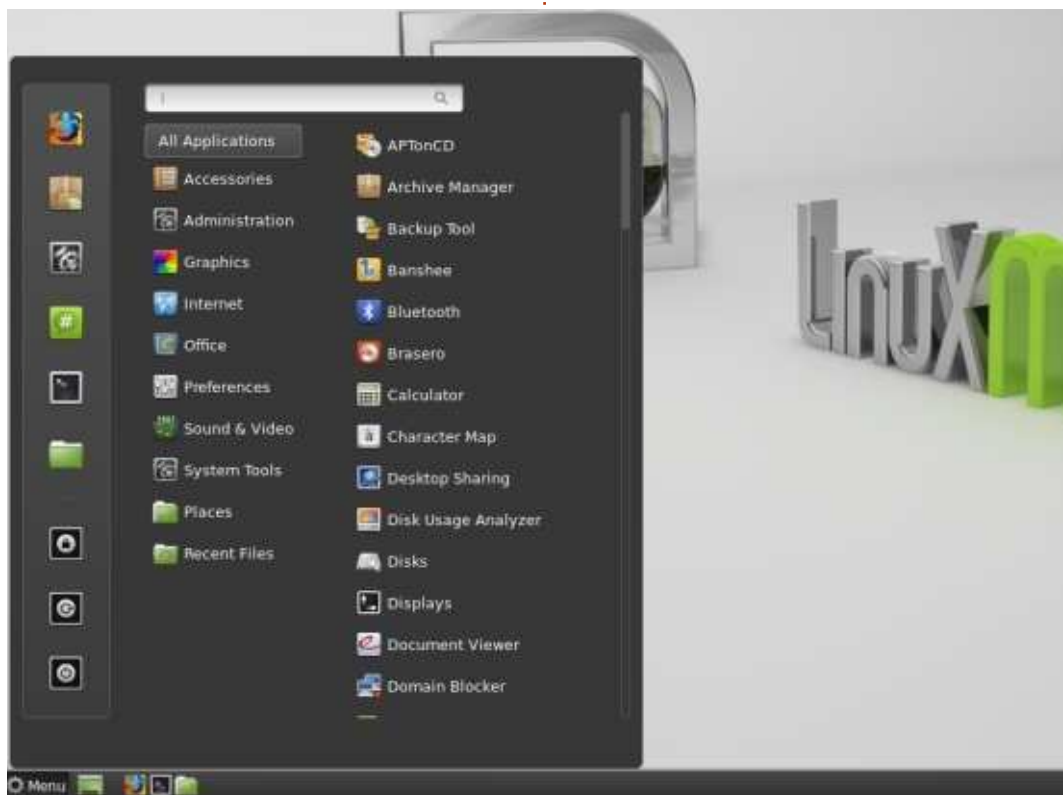 All Applications
Accessories
Administration
Graphics
Internet
Office
Preferences
Sound & Video
System Tools
Places
Recent Files
APTonCD
Archive Manager
Backup Tool
Banshee
Bluetooth
Brasero
Calculator
Character Map
Desktop Sharing
Disk Usage Analyzer
Disks
Displays
Document Viewer
Domain Blocker
Linuxm
Menu